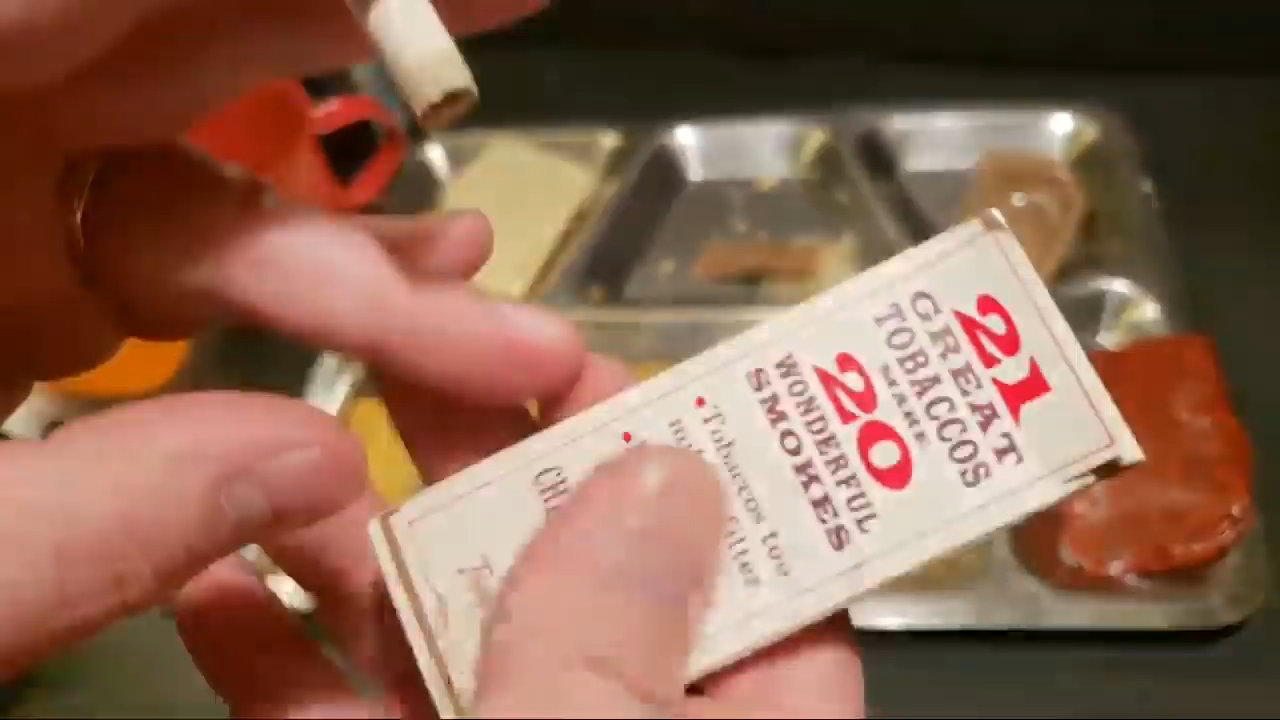 21
GREAT
TOBACCOS
MAKE
20
WONDERFUL
SMOKES
• Tobaccos too
filter
•